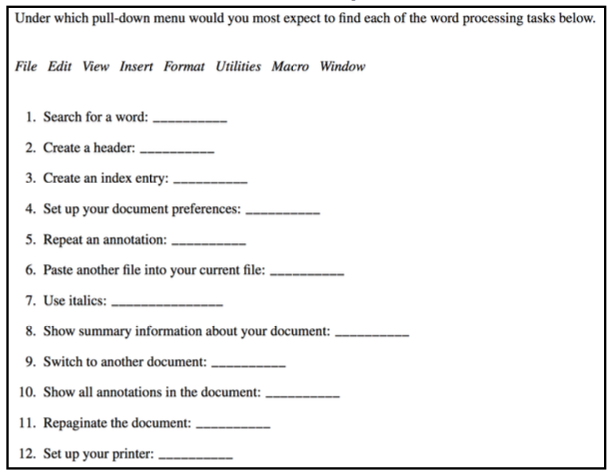 Under which pull-down menu would you most expect to find each of the word processing tasks below.
File Edit View Insert Format Utilities Macro Window
1. Search for a word: __________
2. Create a header: __________
3. Create an index entry: __________
4. Set up your document preferences: __________
5. Repeat an annotation: __________
6. Paste another file into your current file: __________
7. Use italics: _______________
8. Show summary information about your document: __________
9. Switch to another document: __________
10. Show all annotations in the document: __________
11. Repaginate the document: __________
12. Set up your printer: __________